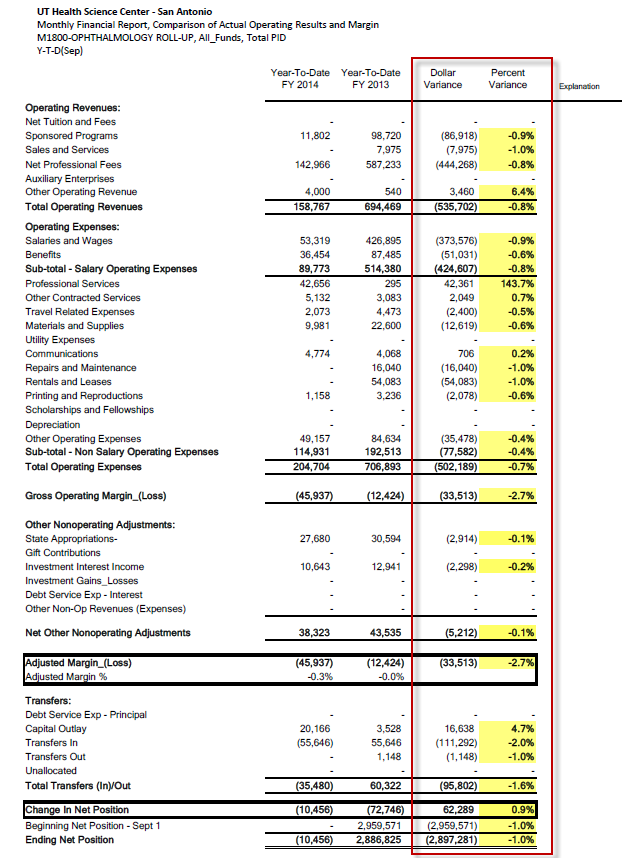 UT Health Science Center - San Antonio
Monthly Financial Report, Comparison of Actual Operating Results and Margin
M1800-OPHTHALMOLOGY ROLL-UP, All_Funds, Total PID
Y-T-D(Sep)
Year-To-Date Year-To-Date Dollar Percent
FY 2014 FY 2013 Variance Variance Explanation
Operating Revenues:
Net Tuition and Fees - - - -
Sponsored Programs 11,802 98,720 (86,918) -0.9%
Sales and Services - 7,975 (7,975) -1.0%
Net Professional Fees 142,966 587,233 (444,268) -0.8%
Auxiliary Enterprises - - - -
Other Operating Revenue 4,000 540 3,460 6.4%
Total Operating Revenues 158,767 694,469 (535,702) -0.8%
Operating Expenses:
Salaries and Wages 53,319 426,895 (373,576) -0.9%
Benefits 36,454 87,485 (51,031) -0.6%
Sub-total - Salary Operating Expenses 89,773 514,380 (424,607) -0.8%
Professional Services 42,656 295 42,361 143.7%
Other Contracted Services 5,132 3,083 2,049 0.7%
Travel Related Expenses 2,073 4,473 (2,400) -0.5%
Materials and Supplies 9,981 22,600 (12,619) -0.6%
Utility Expenses - - - -
Communications 4,774 4,068 706 0.2%
Repairs and Maintenance - 16,040 (16,040) -1.0%
Rentals and Leases - 54,083 (54,083) -1.0%
Printing and Reproductions 1,158 3,236 (2,078) -0.6%
Scholarships and Fellowships - - - -
Depreciation - - - -
Other Operating Expenses 49,157 84,634 (35,478) -0.4%
Sub-total - Non Salary Operating Expenses 114,931 192,513 (77,582) -0.4%
Total Operating Expenses 204,704 706,893 (502,189) -0.7%
Gross Operating Margin_(Loss) (45,937) (12,424) (33,513) -2.7%
Other Nonoperating Adjustments:
State Appropriations- 27,680 30,594 (2,914) -0.1%
Gift Contributions - - - -
Investment Interest Income 10,643 12,941 (2,298) -0.2%
Investment Gains_Losses - - - -
Debt Service Exp - Interest - - - -
Other Non-Op Revenues (Expenses) - - - -
Net Other Nonoperating Adjustments 38,323 43,535 (5,212) -0.1%
Adjusted Margin_(Loss) (45,937) (12,424) (33,513) -2.7%
Adjusted Margin % -0.3% -0.0%
Transfers:
Debt Service Exp - Principal - - - -
Capital Outlay 20,166 3,528 16,638 4.7%
Transfers In (55,646) 55,646 (111,292) -2.0%
Transfers Out - 1,148 (1,148) -1.0%
Unallocated - - - -
Total Transfers (In)/Out (35,480) 60,322 (95,802) -1.6%
Change In Net Position (10,456) (72,746) 62,289 0.9%
Beginning Net Position - Sept 1 - 2,959,571 (2,959,571) -1.0%
Ending Net Position (10,456) 2,886,825 (2,897,281) -1.0%